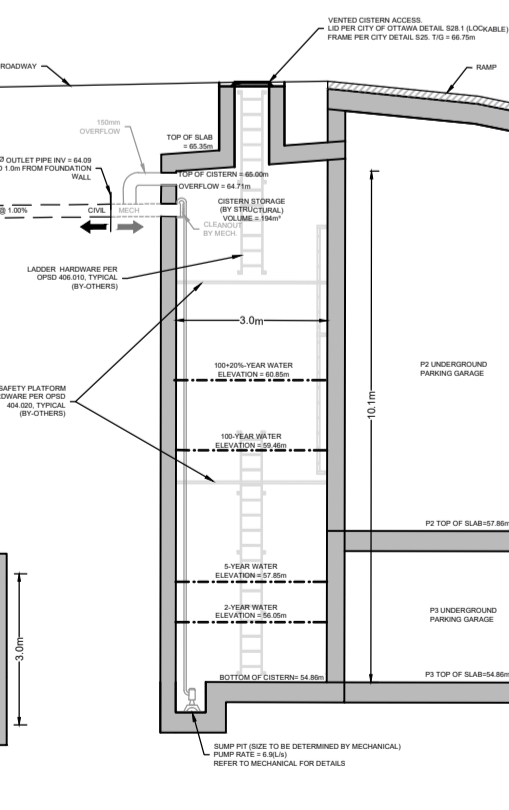 VENTED CISTERN ACCESS.
LID PER CITY OF OTTAWA DETAIL S28.1 (LOCKABLE)
FRAME PER CITY DETAIL S25. T/G = 66.75m
ROADWAY
RAMP
150mm
OVERFLOW
TOP OF SLAB
= 65.35m
Ø OUTLET PIPE INV = 64.09
1.0m FROM FOUNDATION
WALL
TOP OF CISTERN = 65.00m
OVERFLOW = 64.71m
CISTERN STORAGE
(BY STRUCTURAL)
VOLUME = 194m³
@ 1.00%
CIVIL
MECH
CLEANOUT
BY MECH.
LADDER HARDWARE PER
OPSD 406.010, TYPICAL
(BY-OTHERS)
3.0m
100+20%-YEAR WATER
ELEVATION = 60.85m
P2 UNDERGROUND
PARKING GARAGE
SAFETY PLATFORM
HARDWARE PER OPSD
404.020, TYPICAL
(BY-OTHERS)
10.1m
100-YEAR WATER
ELEVATION = 59.46m
P2 TOP OF SLAB=57.86m
5-YEAR WATER
ELEVATION = 57.85m
2-YEAR WATER
ELEVATION = 56.05m
P3 UNDERGROUND
PARKING GARAGE
3.0m
BOTTOM OF CISTERN= 54.86m
P3 TOP OF SLAB=54.86m
SUMP PIT (SIZE TO BE DETERMINED BY MECHANICAL)
PUMP RATE = 6.9(L/s)
REFER TO MECHANICAL FOR DETAILS